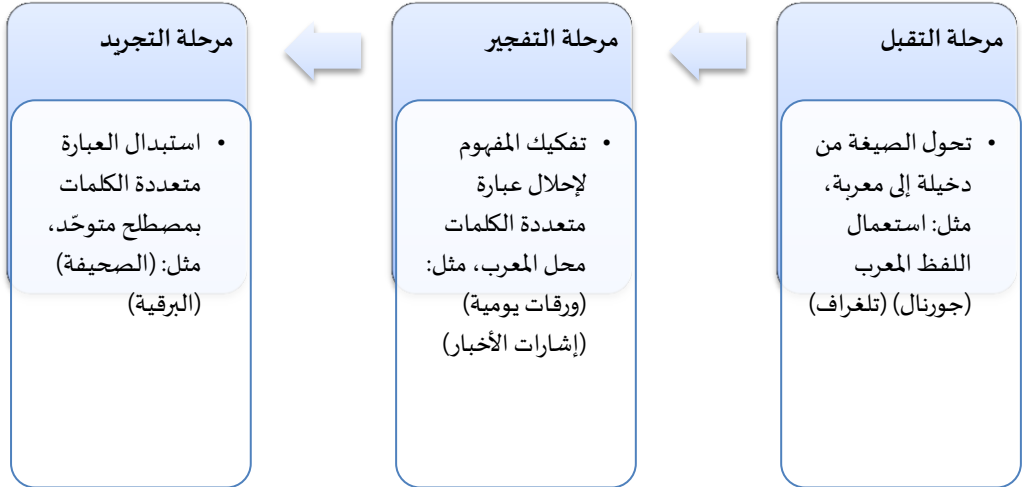 مرحلة التقبل
• تحول الصيغة من
دخيلة إلى معربة،
مثل: استعمال
اللفظ المعرب
(جورنال) (تلغراف)
مرحلة التفجير
• تفكيك المفهوم
لإحلال عبارة
متعددة الكلمات
محل المعرب، مثل:
(ورقات يومية)
(إشارات الأخبار)
مرحلة التجريد
• استبدال العبارة
متعددة الكلمات
بمصطلح متوحّد،
مثل: (الصحيفة)
(البرقية)